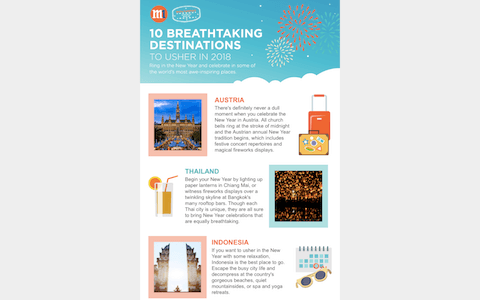 m1
10 BREATHTAKING
DESTINATIONS
TO USHER IN 2018
Ring in the New Year and celebrate in some of
the world's most awe-inspiring places.
AUSTRIA
There's definitely never a dull
moment when you celebrate the
New Year in Austria. All church
bells ring at the stroke of midnight
and the Austrian annual New Year
tradition begins, which includes
festive concert repertoires and
magical fireworks displays.
THAILAND
Begin your New Year by lighting up
paper lanterns in Chiang Mai, or
witness fireworks displays over a
twinkling skyline at Bangkok's
many rooftop bars. Though each
Thai city is unique, they are all sure
to bring New Year celebrations that
are equally breathtaking.
INDONESIA
If you want to usher in the New
Year with some relaxation,
Indonesia is the best place to go.
Escape the busy city life and
decompress at the country's
gorgeous beaches, quiet
mountainsides, or spa and yoga
retreats.